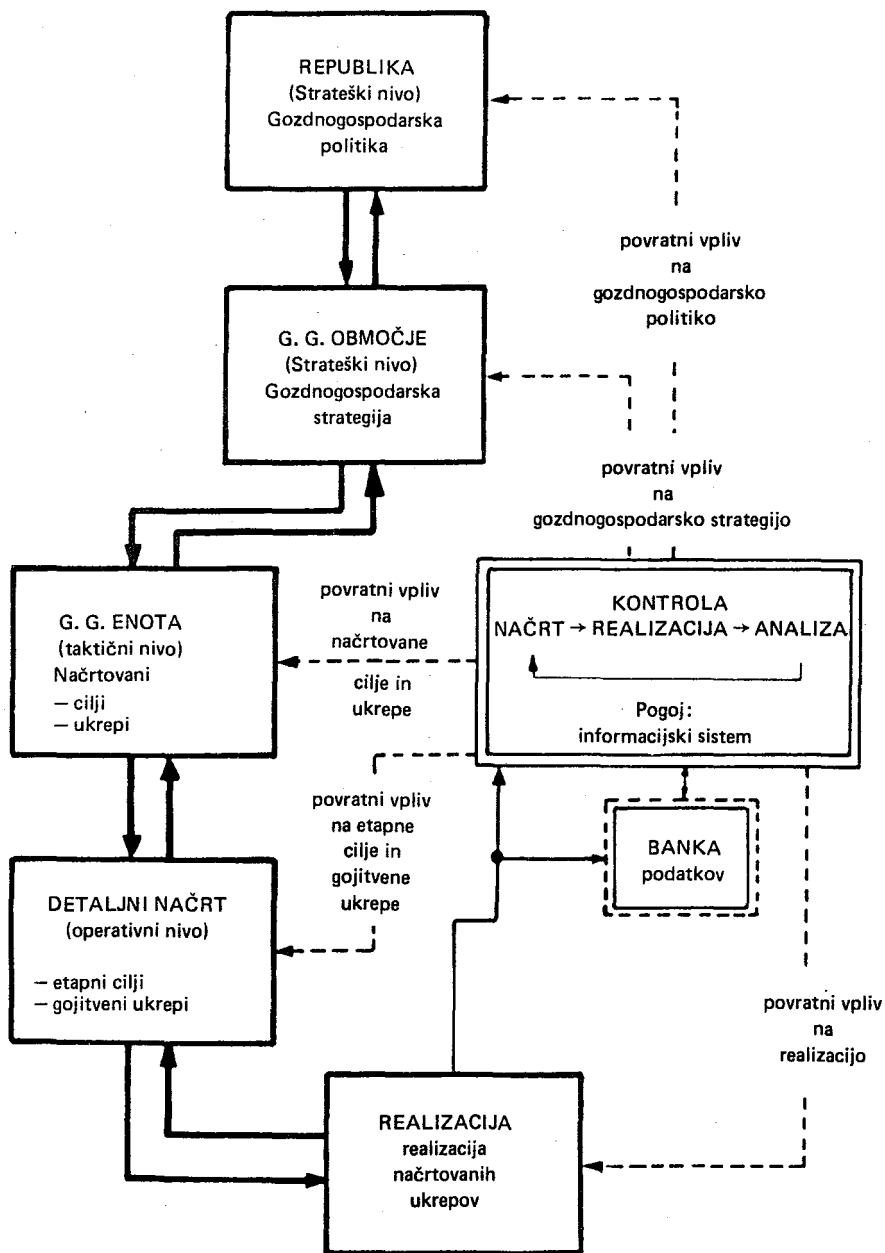 REPUBLIKA
(Strateški nivo)
Gozdnogospodarska
politika
povratni vpliv
na
gozdnogospodarsko
politiko
G. G. OBMOČJE
(Strateški nivo)
Gozdnogospodarska
strategija
povratni vpliv
na
gozdnogospodarsko strategijo
G. G. ENOTA
(taktični nivo)
Načrtovani
— cilji
— ukrepi
povratni vpliv
na
načrtovane
cilje in
ukrepe
KONTROLA
NAČRT → REALIZACIJA → ANALIZA
Pogoj:
informacijski sistem
povratni vpliv
na etapne
cilje in
gojitvene
ukrepe
BANKA
podatkov
DETALJNI NAČRT
(operativni nivo)
— etapni cilji
— gojitveni ukrepi
povratni vpliv
na
realizacijo
REALIZACIJA
realizacija
načrtovanih
ukrepov